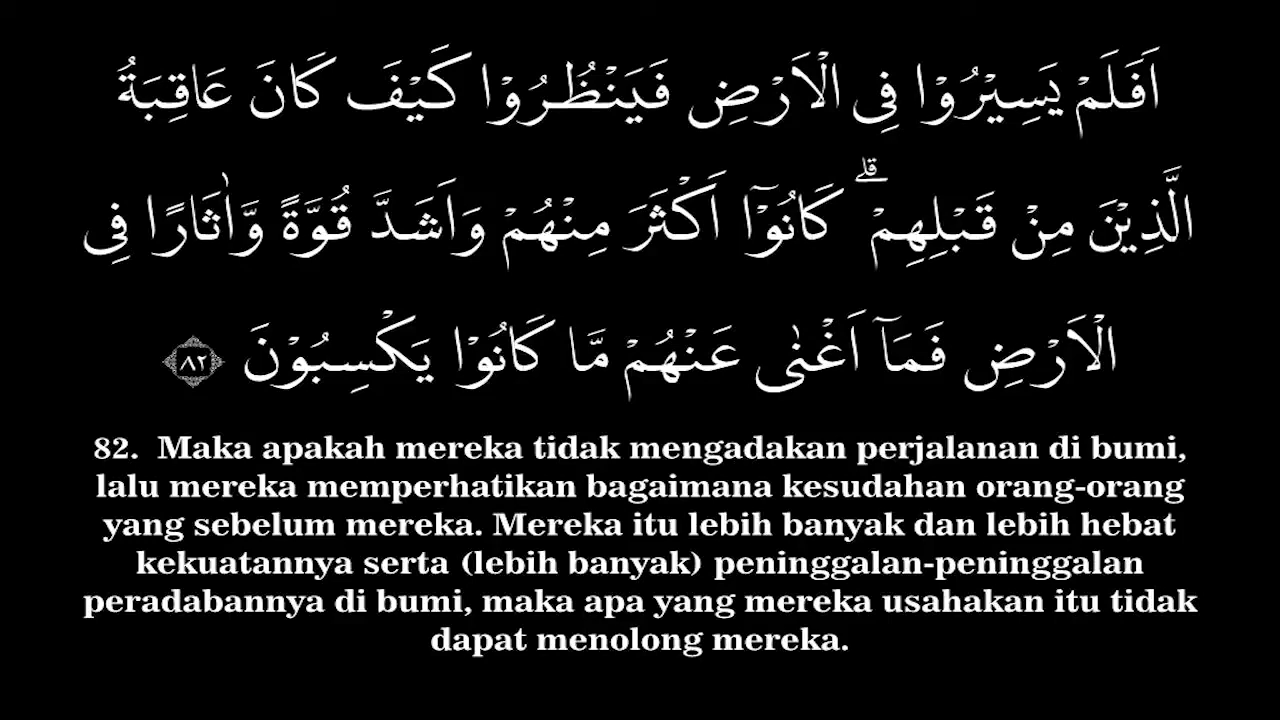 اَفَلَمْ يَسِيْرُوْا فِى الْاَرْضِ فَيَنْظُرُوْا كَيْفَ كَانَ عَاقِبَةُ
الَّذِيْنَ مِنْ قَبْلِهِمْ ۗ كَانُوْٓا اَكْثَرَ مِنْهُمْ وَاَشَدَّ قُوَّةً وَّاٰثَارًا فِى
الْاَرْضِ فَمَآ اَغْنٰى عَنْهُمْ مَّا كَانُوْا يَكْسِبُوْنَ ٨٢
82. Maka apakah mereka tidak mengadakan perjalanan di bumi,
lalu mereka memperhatikan bagaimana kesudahan orang-orang
yang sebelum mereka. Mereka itu lebih banyak dan lebih hebat
kekuatannya serta (lebih banyak) peninggalan-peninggalan
peradabannya di bumi, maka apa yang mereka usahakan itu tidak
dapat menolong mereka.